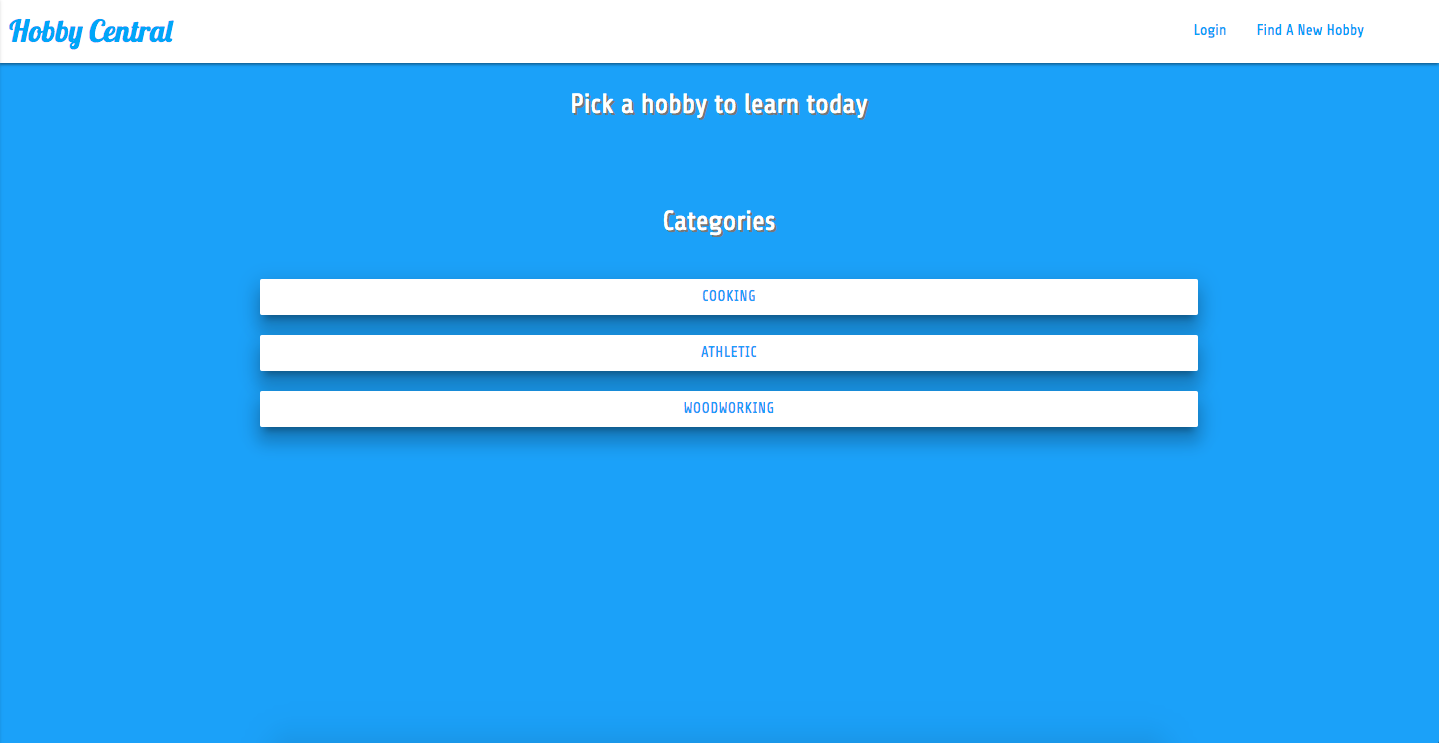 Hobby Central
Login Find A New Hobby
Pick a hobby to learn today
Categories
COOKING
ATHLETIC
WOODWORKING